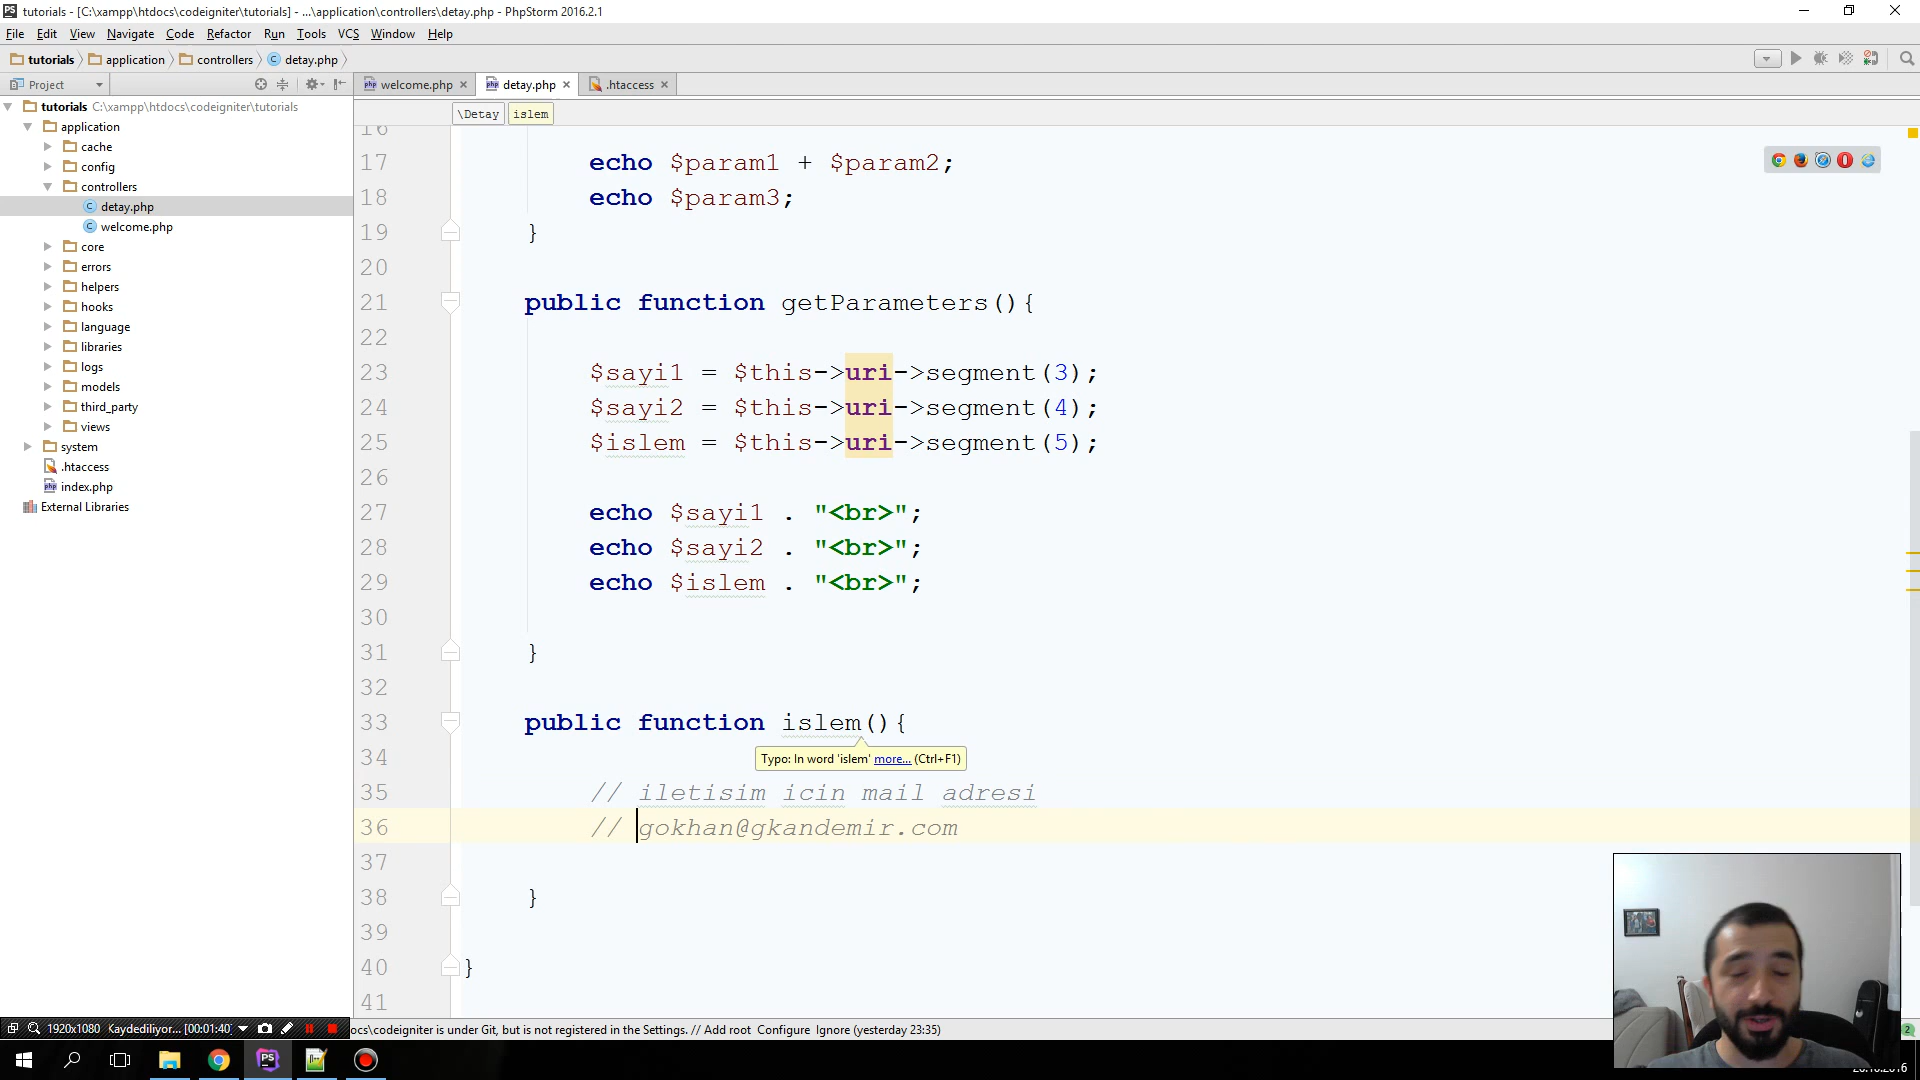 tutorials - [C:\xampp\htdocs\codeigniter\tutorials] - ...\application\controllers\detay.php - PhpStorm 2016.2.1
File Edit View Navigate Code Refactor Run Tools VCS Window Help
tutorials application controllers detay.php
Project
welcome.php detay.php .htaccess
tutorials C:\xampp\htdocs\codeigniter\tutorials
\Detay islem
application
cache
config
controllers
detay.php
welcome.php
core
errors
helpers
hooks
language
libraries
logs
models
third_party
views
system
.htaccess
index.php
External Libraries
16
17 echo $param1 + $param2;
18 echo $param3;
19 }
20
21 public function getParameters(){
22
23 $sayi1 = $this->uri->segment(3);
24 $sayi2 = $this->uri->segment(4);
25 $islem = $this->uri->segment(5);
26
27 echo $sayi1 . "<br>";
28 echo $sayi2 . "<br>";
29 echo $islem . "<br>";
30
31 }
32
33 public function islem(){
34
Typo: In word 'islem' more... (Ctrl+F1)
35 // iletisim icin mail adresi
36 // gokhan@gkandemir.com
37
38 }
39
40 }
41
1920x1080 Kaydediliyor... [00:01:40]
ocs\codeigniter is under Git, but is not registered in the Settings. // Add root Configure Ignore (yesterday 23:35)
2
PS